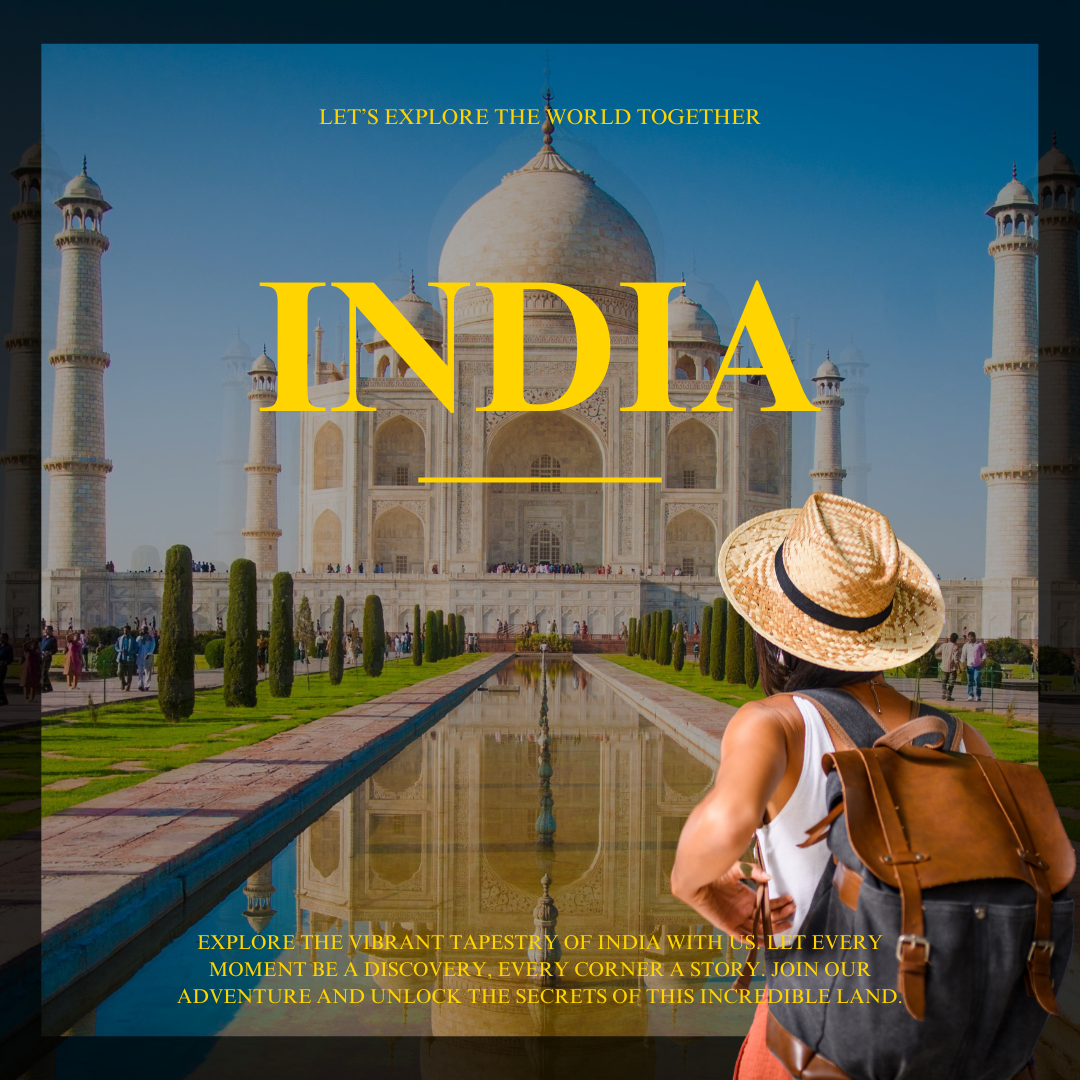 LET’S EXPLORE THE WORLD TOGETHER
INDIA
EXPLORE THE VIBRANT TAPESTRY OF INDIA WITH US. LET EVERY
MOMENT BE A DISCOVERY, EVERY CORNER A STORY. JOIN OUR
ADVENTURE AND UNLOCK THE SECRETS OF THIS INCREDIBLE LAND.